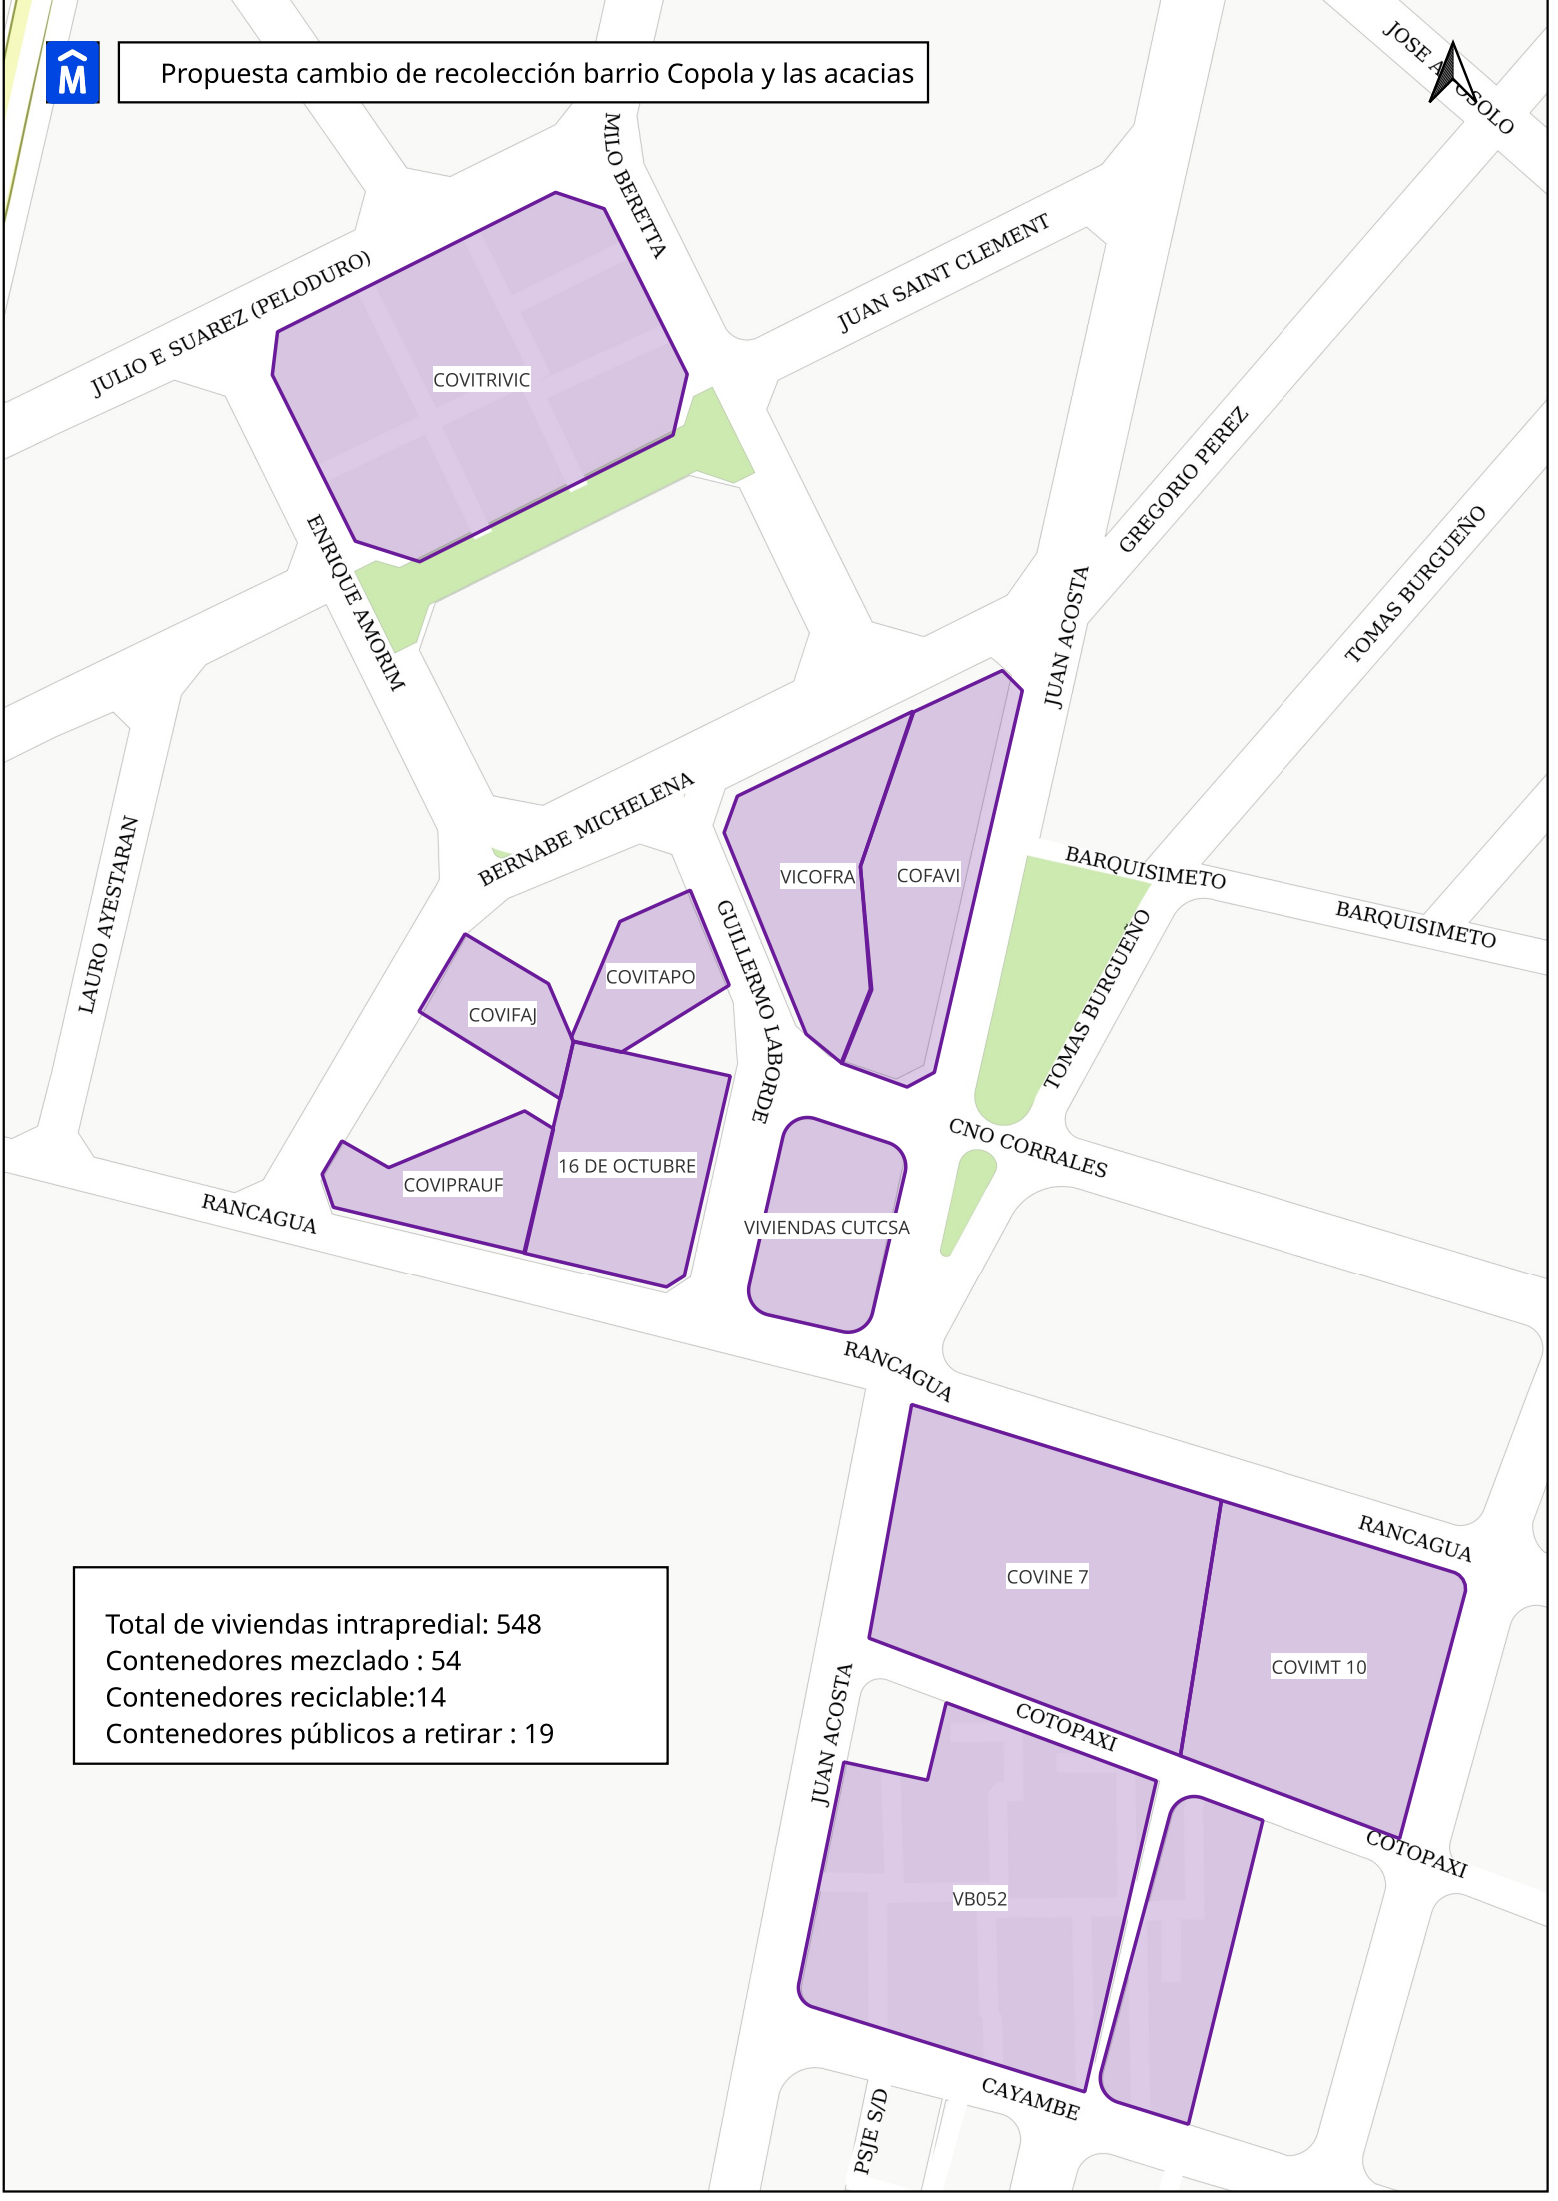 Propuesta cambio de recolección barrio Copola y las acacias
MILO BERETTA
JUAN SAINT CLEMENT
JULIO E SUAREZ (PELODURO)
COVITRIVIC
GREGORIO PEREZ
TOMAS BURGUEÑO
ENRIQUE AMORIM
JUAN ACOSTA
BERNABE MICHELENA
LAURO AYESTARAN
VICOFRA
COFAVI
BARQUISIMETO
BARQUISIMETO
TOMAS BURGUEÑO
GUILLERMO LABORDE
COVITAPO
COVIFAJ
CNO CORRALES
16 DE OCTUBRE
COVIPRAUF
RANCAGUA
VIVIENDAS CUTCSA
RANCAGUA
RANCAGUA
COVINE 7
COVIMT 10
Total de viviendas intrapredial: 548
Contenedores mezclado : 54
Contenedores reciclable:14
Contenedores públicos a retirar : 19
JUAN ACOSTA
COTOPAXI
COTOPAXI
VB052
CAYAMBE
PSJE S/D